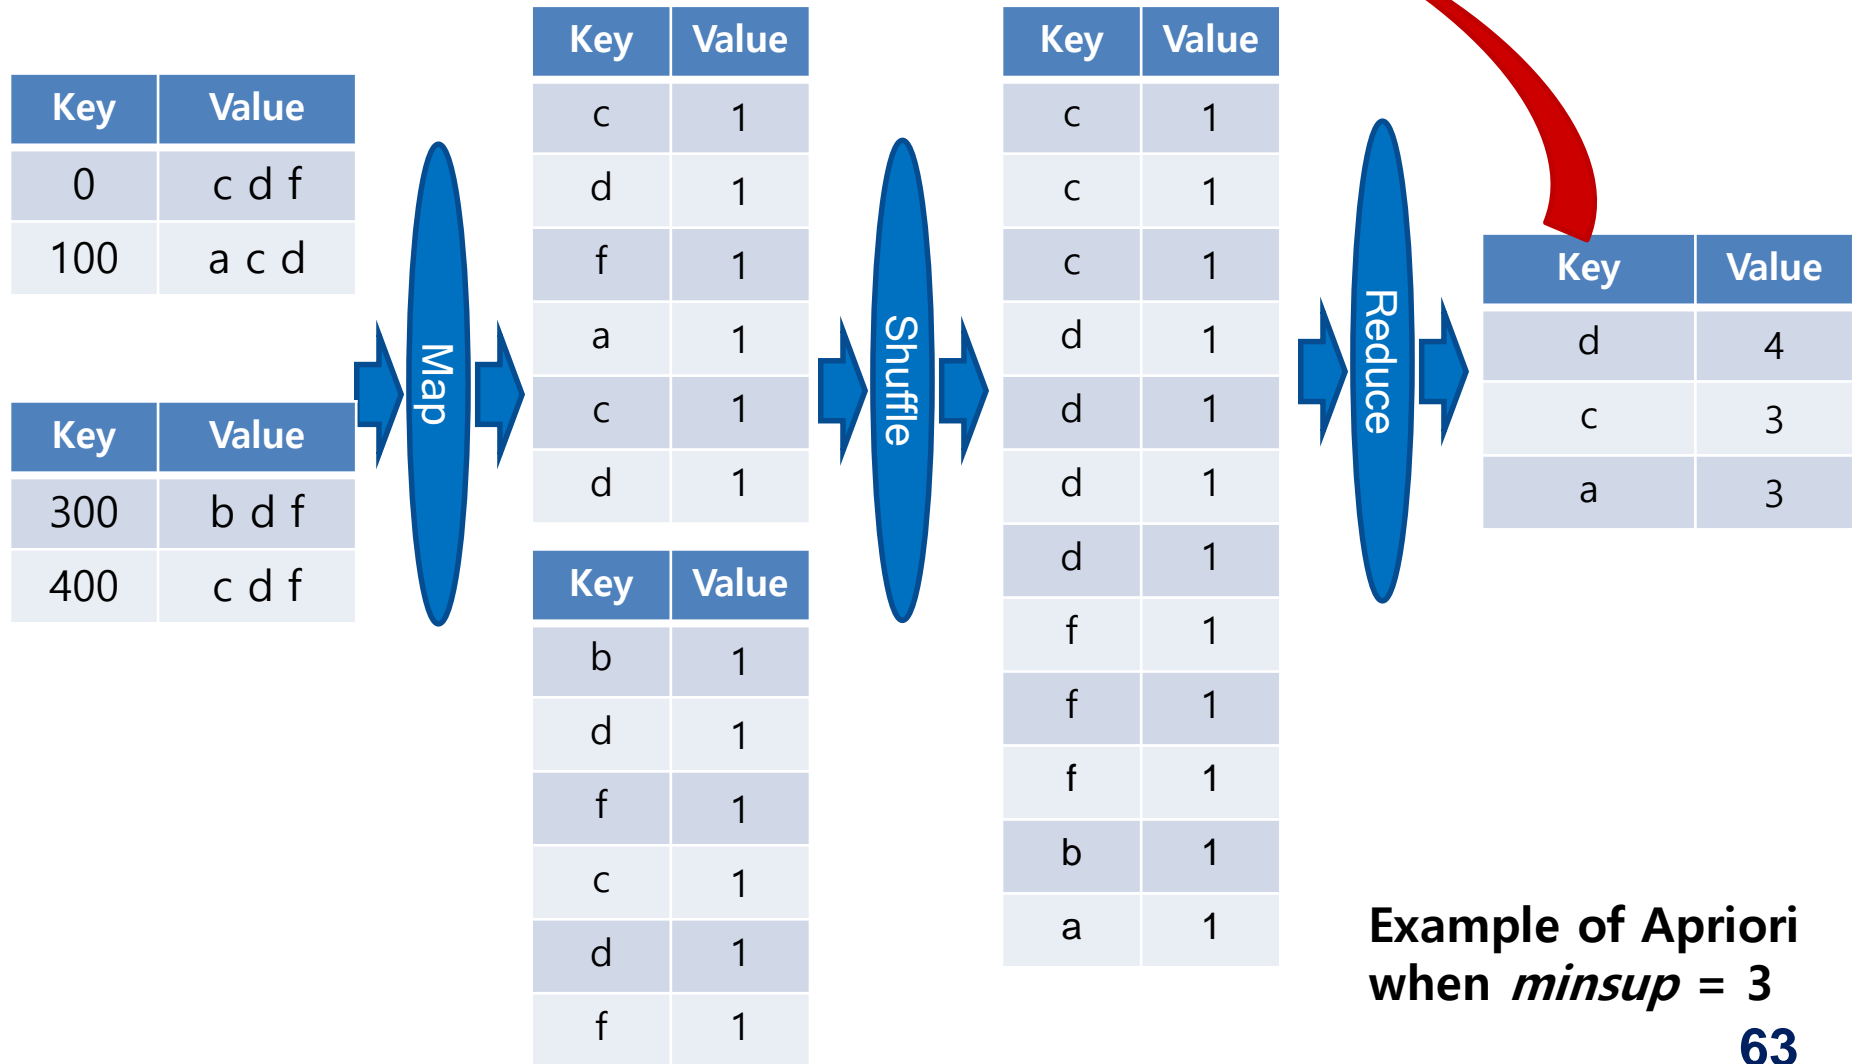 Key Value
0 c d f
100 a c d
Key Value
300 b d f
400 c d f
Map
Key Value
c 1
d 1
f 1
a 1
c 1
d 1
Key Value
b 1
d 1
f 1
c 1
d 1
f 1
Shuffle
Key Value
c 1
c 1
c 1
d 1
d 1
d 1
d 1
f 1
f 1
f 1
b 1
a 1
Reduce
Key Value
d 4
c 3
a 3
Example of Apriori
when minsup = 3
63